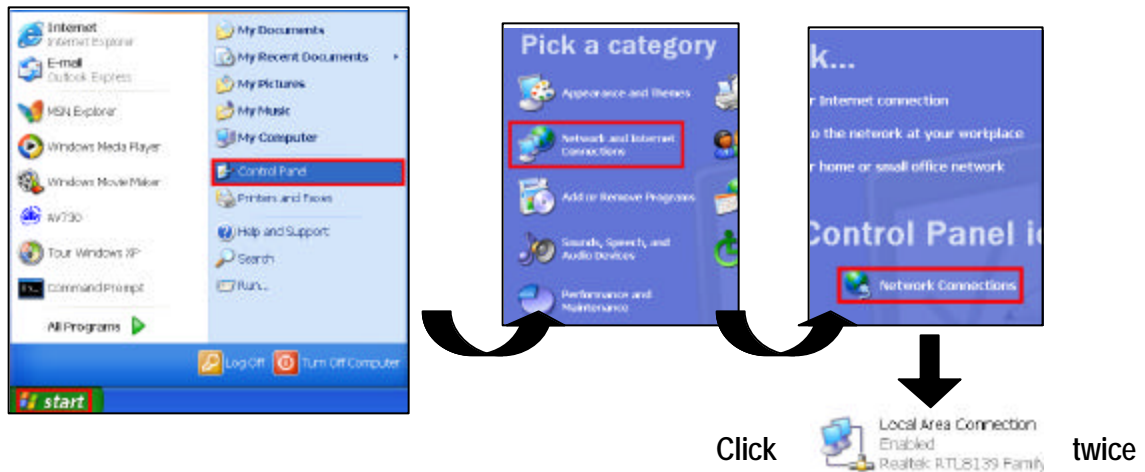 Internet
Internet Explorer
E-mail
Outlook Express
MSN Explorer
Windows Media Player
Windows Movie Maker
AV730
Tour Windows XP
Command Prompt
All Programs
My Documents
My Recent Documents
My Pictures
My Music
My Computer
Control Panel
Printers and Faxes
Help and Support
Search
Run...
Log Off
Turn Off Computer
start
Pick a category
Appearance and Themes
Network and Internet
Connections
Add or Remove Programs
Sounds, Speech, and
Audio Devices
Performance and
Maintenance
k...
r Internet connection
o the network at your workplace
r home or small office network
Control Panel ic
Network Connections
Local Area Connection
Enabled
Realtek RTL8139 Family
Click
twice